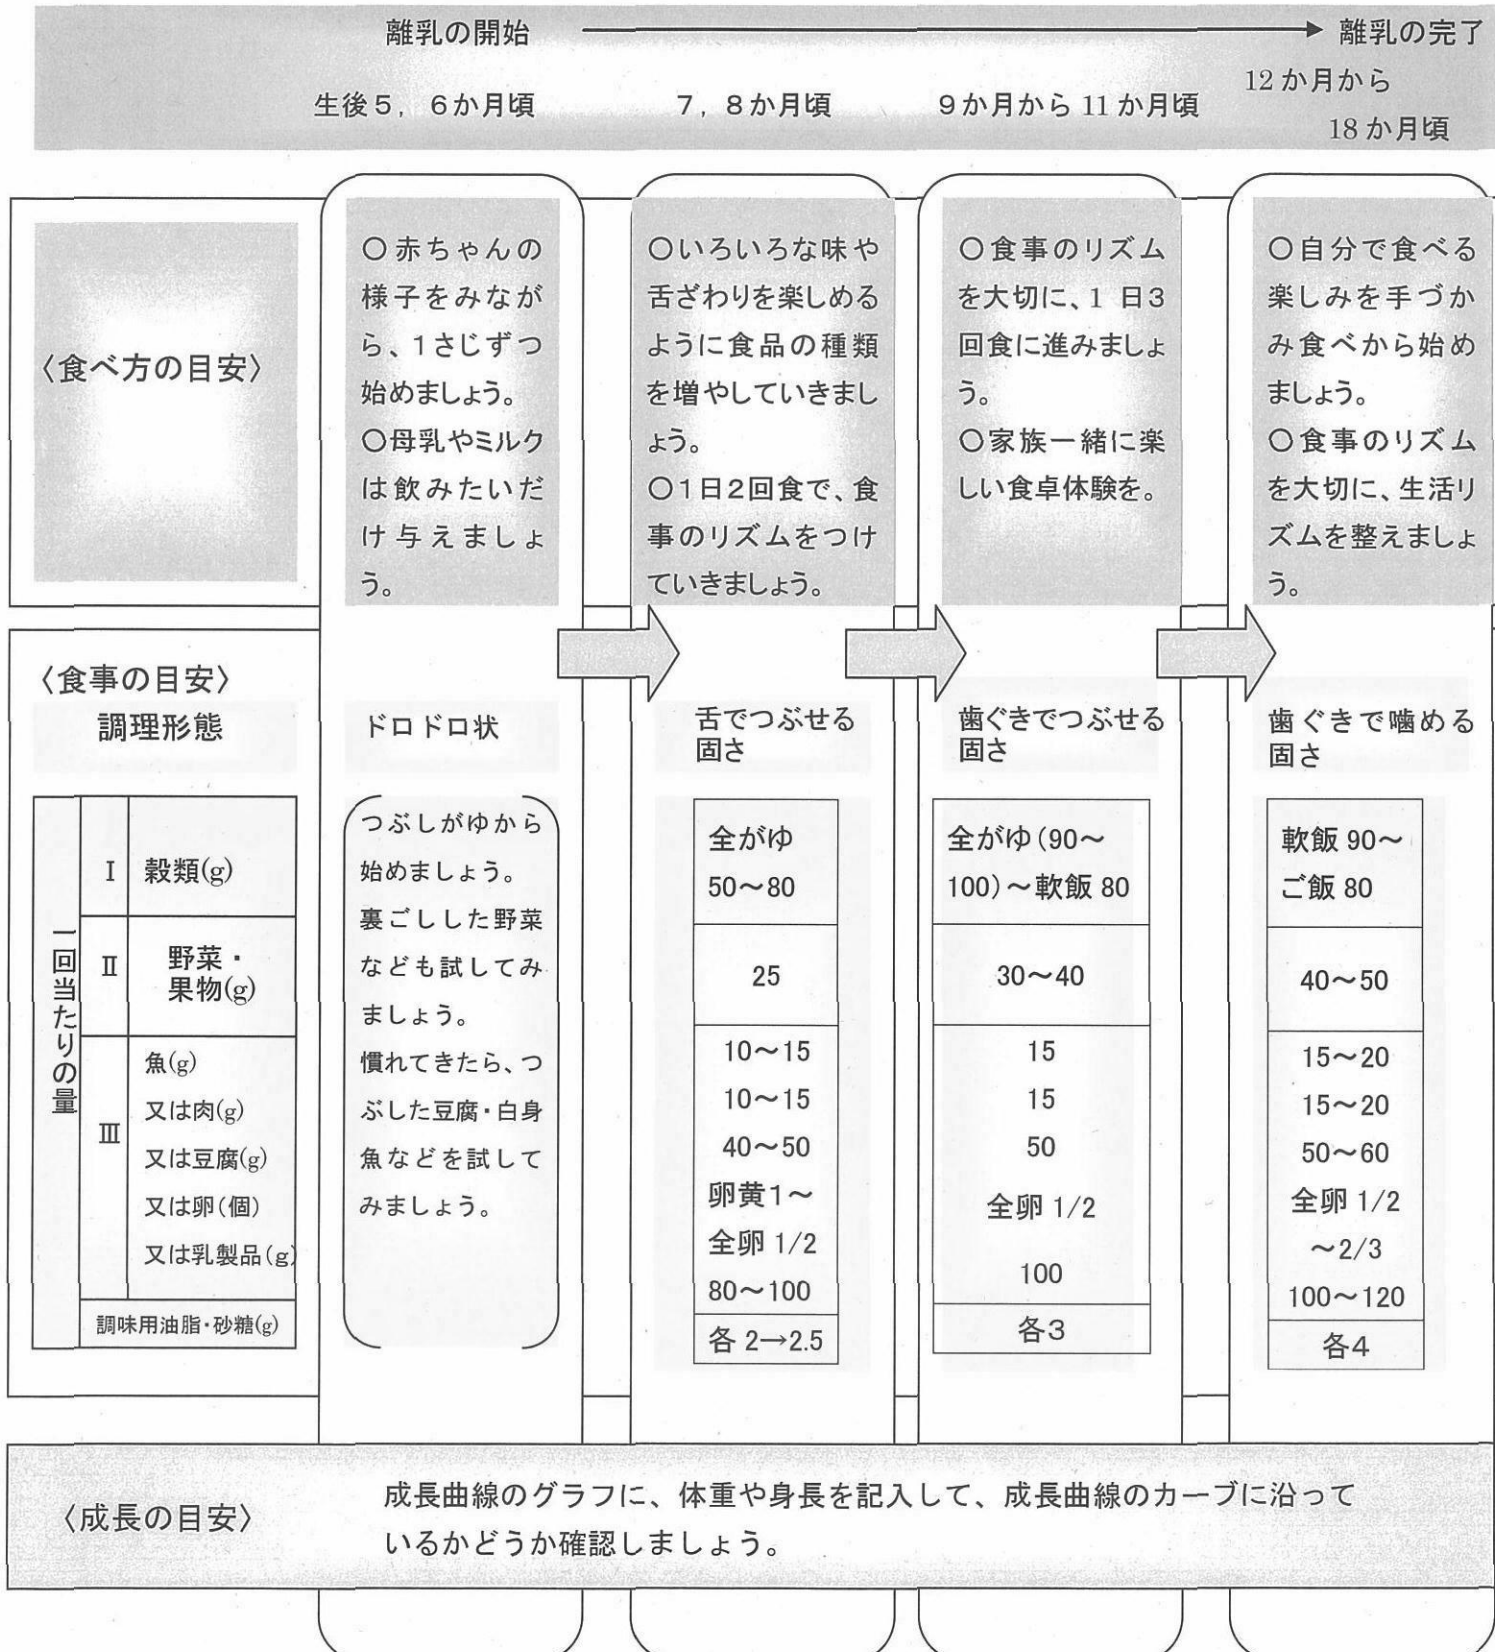 離乳の開始 離乳の完了
生後5，6か月頃 7，8か月頃 9か月から11か月頃 12か月から
18か月頃
〈食べ方の目安〉
○赤ちゃんの
様子をみなが
ら、1さじずつ
始めましょう。
○母乳やミルク
は飲みたいだ
け与えましょ
う。
○いろいろな味や
舌ざわりを楽しめる
ように食品の種類
を増やしていきまし
ょう。
○1日2回食で、食
事のリズムをつけ
ていきましょう。
○食事のリズム
を大切に、1日3
回食に進みましょ
う。
○家族一緒に楽
しい食卓体験を。
○自分で食べる
楽しみを手づか
み食べから始め
ましょう。
○食事のリズム
を大切に、生活リ
ズムを整えましょ
う。
〈食事の目安〉
調理形態
ドロドロ状
舌でつぶせる
固さ
歯ぐきでつぶせる
固さ
歯ぐきで噛める
固さ
一回当たりの量
Ⅰ 穀類(g)
Ⅱ 野菜・
果物(g)
Ⅲ
魚(g)
又は肉(g)
又は豆腐(g)
又は卵(個)
又は乳製品(g)
調味用油脂・砂糖(g)
つぶしがゆから
始めましょう。
裏ごしした野菜
なども試してみ
ましょう。
慣れてきたら、つ
ぶした豆腐・白身
魚などを試して
みましょう。
全がゆ
50～80
25
10～15
10～15
40～50
卵黄1～
全卵1/2
80～100
各2→2.5
全がゆ(90～
100)～軟飯80
30～40
15
15
50
全卵1/2
100
各3
軟飯90～
ご飯80
40～50
15～20
15～20
50～60
全卵1/2
～2/3
100～120
各4
〈成長の目安〉
成長曲線のグラフに、体重や身長を記入して、成長曲線のカーブに沿って
いるかどうか確認しましょう。